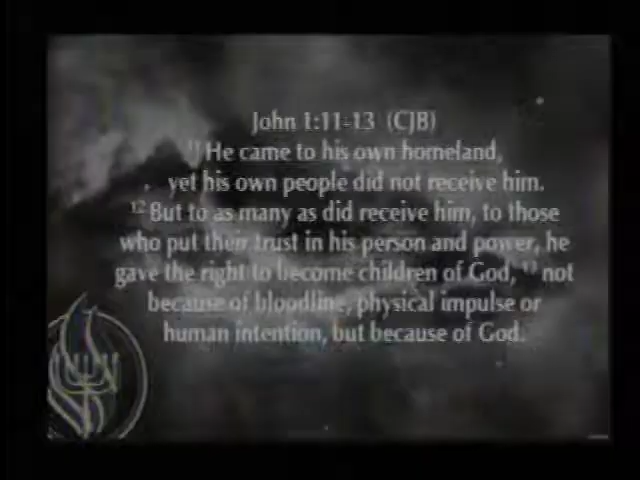 John 1:11-13 (CJB)
11 He came to his own homeland,
yet his own people did not receive him.
12 But to as many as did receive him, to those
who put their trust in his person and power, he
gave the right to become children of God, 13 not
because of bloodline, physical impulse or
human intention, but because of God.